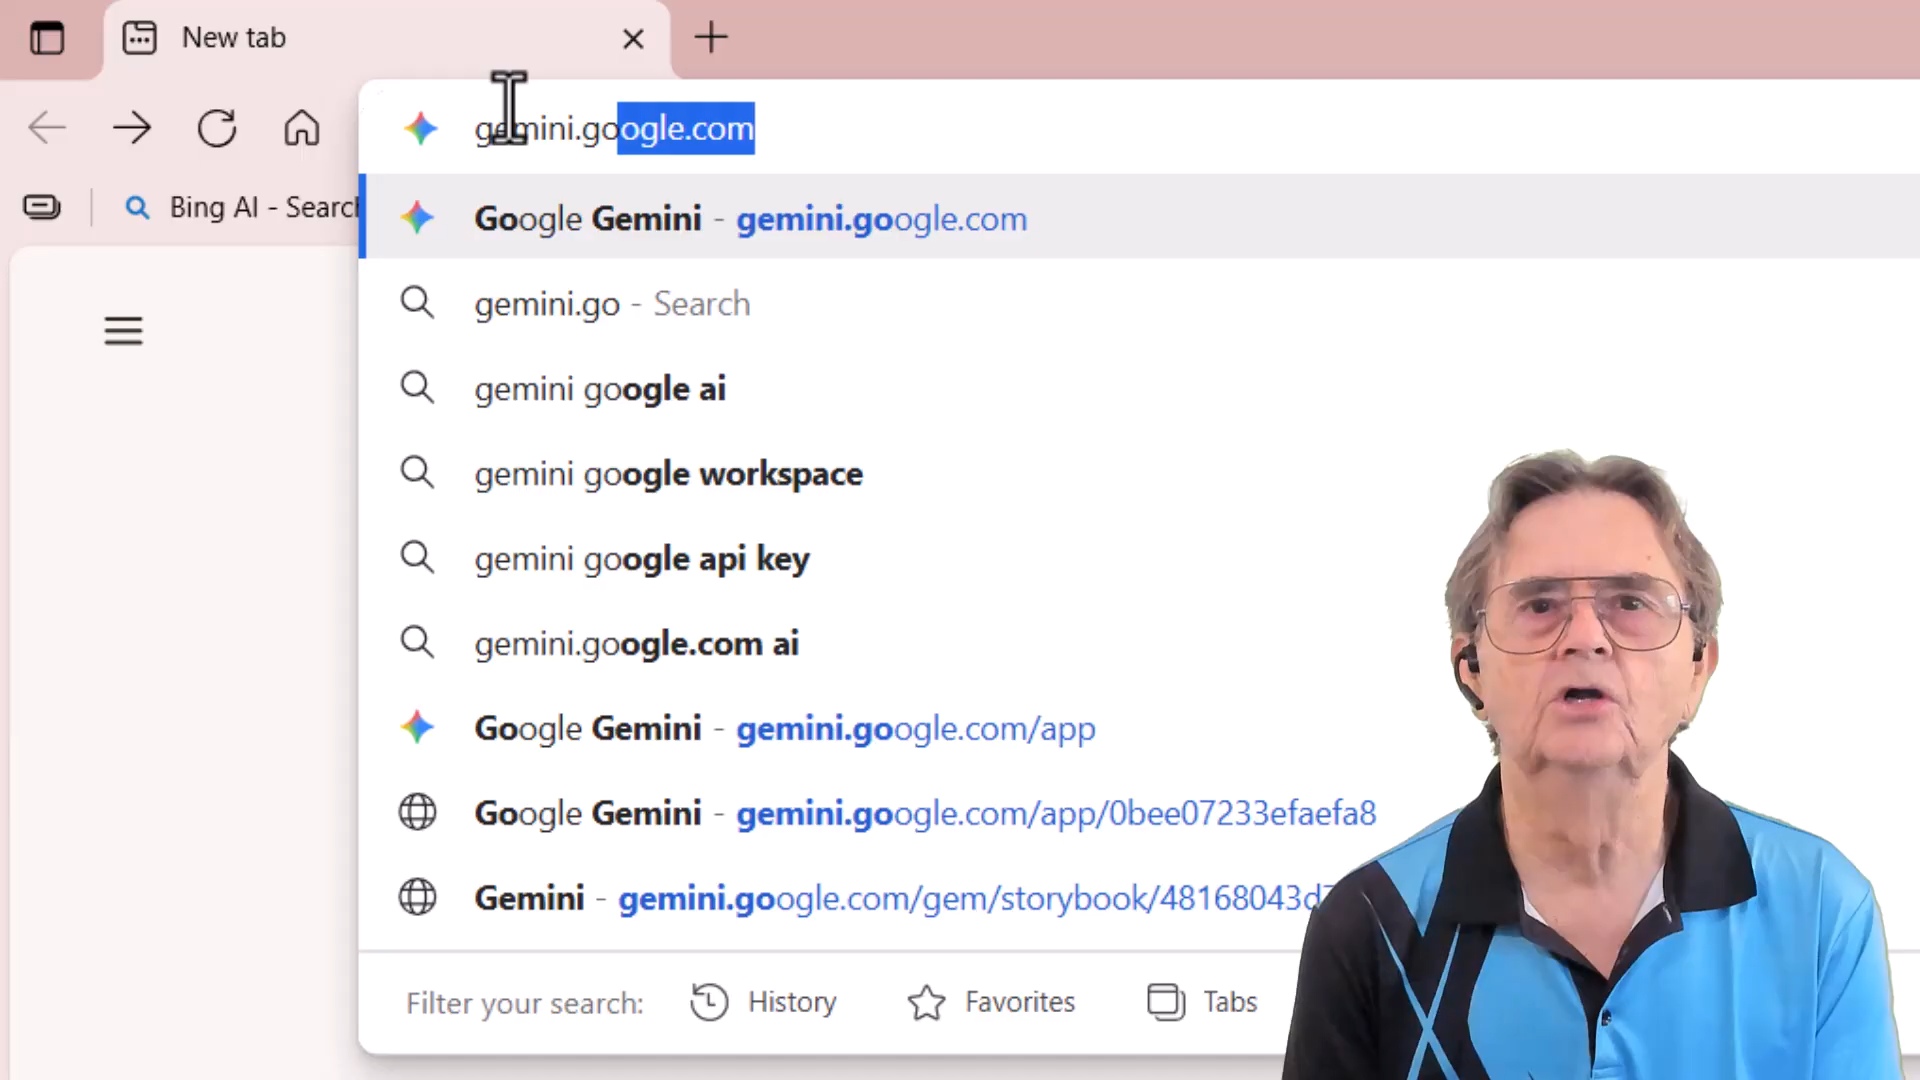 New tab
gemini.google.com
Bing AI - Search
Google Gemini - gemini.google.com
gemini.go - Search
gemini google ai
gemini google workspace
gemini google api key
gemini.google.com ai
Google Gemini - gemini.google.com/app
Google Gemini - gemini.google.com/app/0bee07233efaefa8
Gemini - gemini.google.com/gem/storybook/48168043d
Filter your search: History Favorites Tabs